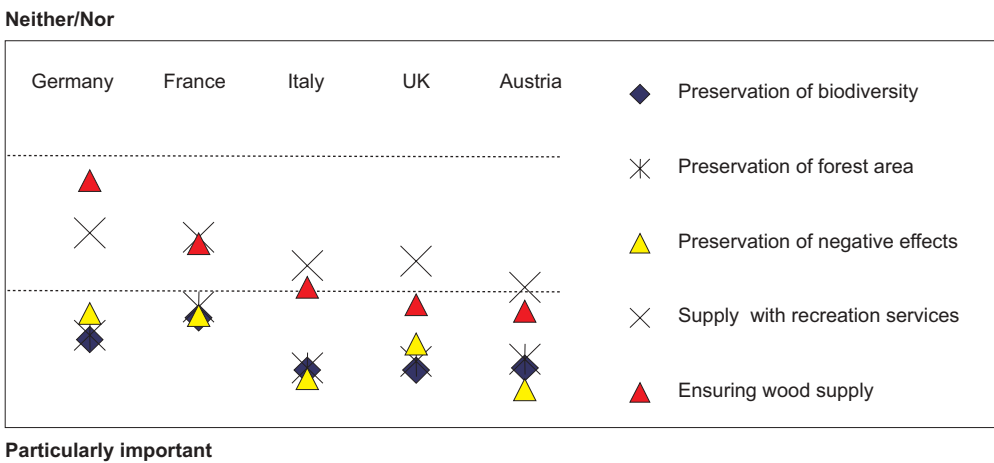 Neither/Nor
Germany France Italy UK Austria
Preservation of biodiversity
Preservation of forest area
Preservation of negative effects
Supply with recreation services
Ensuring wood supply
Particularly important